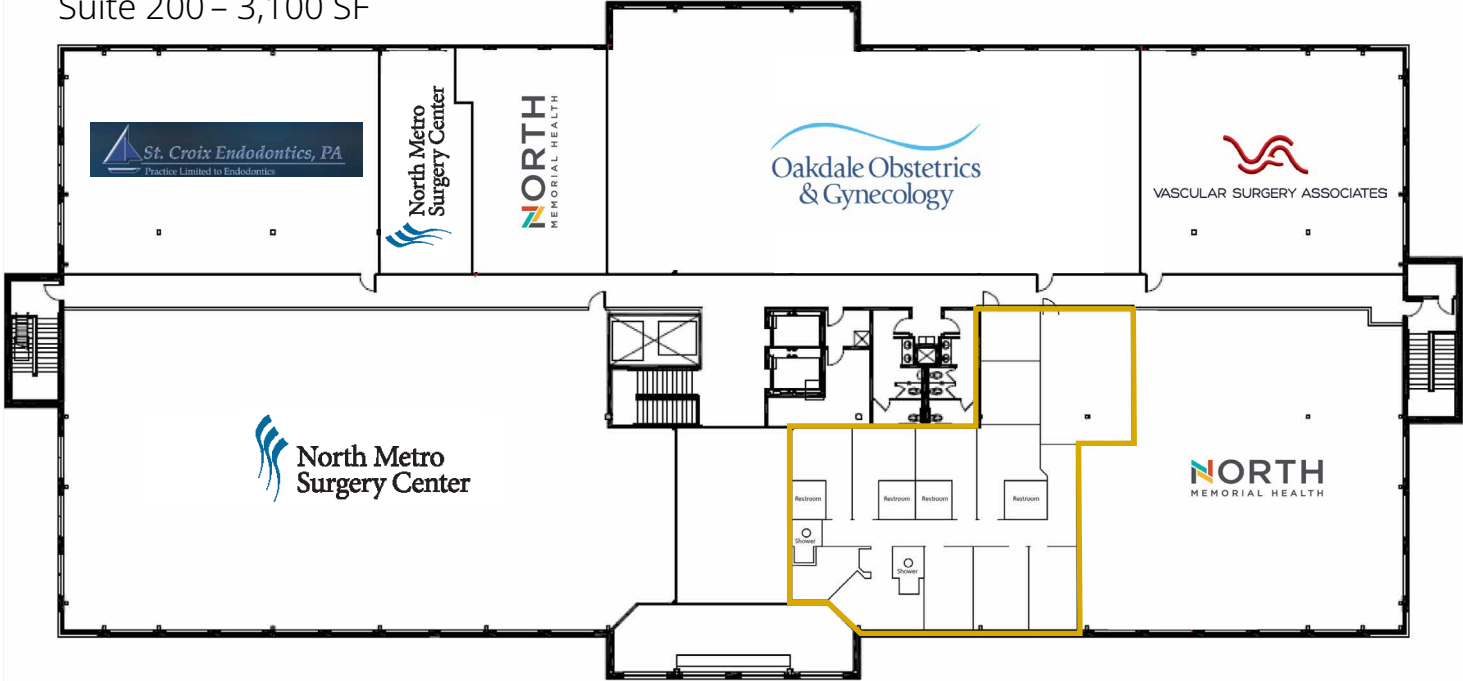 Suite 200 – 3,100 SF
St. Croix Endodontics, PA
Practice Limited to Endodontics
North Metro
Surgery Center
NORTH
MEMORIAL HEALTH
Oakdale Obstetrics
& Gynecology
VASCULAR SURGERY ASSOCIATES
North Metro
Surgery Center
NORTH
MEMORIAL HEALTH
Restroom
Restroom
Restroom
Restroom
Shower
Shower